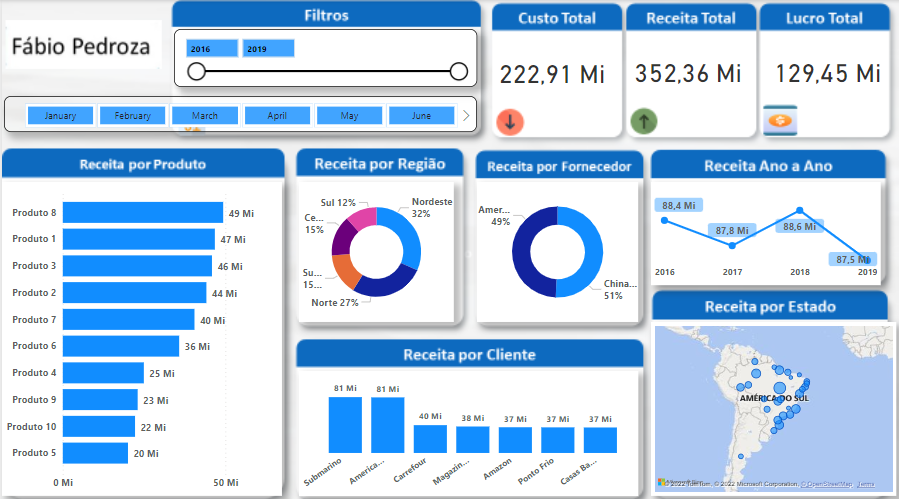 Fábio Pedroza
Filtros
2016 2019
January February March April May June
Custo Total
222,91 Mi
Receita Total
352,36 Mi
Lucro Total
129,45 Mi
Receita por Produto
Produto 8 49 Mi
Produto 1 47 Mi
Produto 3 46 Mi
Produto 2 44 Mi
Produto 7 40 Mi
Produto 6 36 Mi
Produto 4 25 Mi
Produto 9 23 Mi
Produto 10 22 Mi
Produto 5 20 Mi
0 Mi 50 Mi
Receita por Região
Sul 12%
Nordeste
32%
Ce...
15%
Su...
15...
Norte 27%
Receita por Fornecedor
Amer...
49%
China...
51%
Receita Ano a Ano
88,4 Mi
87,8 Mi
88,6 Mi
87,5 Mi
2016 2017 2018 2019
Receita por Cliente
81 Mi 81 Mi 40 Mi 38 Mi 37 Mi 37 Mi 37 Mi
Submarino America... Carrefour Magazin... Amazon Ponto Frio Casas Ba...
Receita por Estado
AMÉRICA DO SUL
© 2022 TomTom, © 2022 Microsoft Corporation, © OpenStreetMap Terms